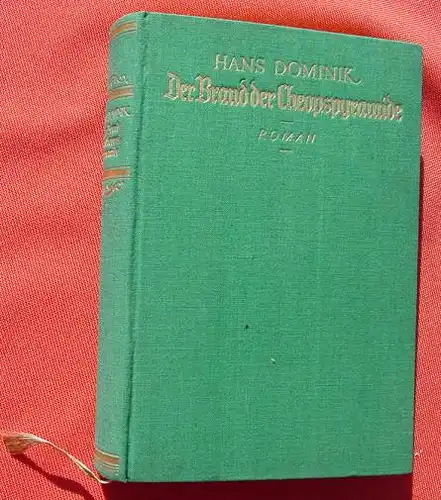 HANS DOMINIK
Der Brand der Cheopspyramide
ROMAN